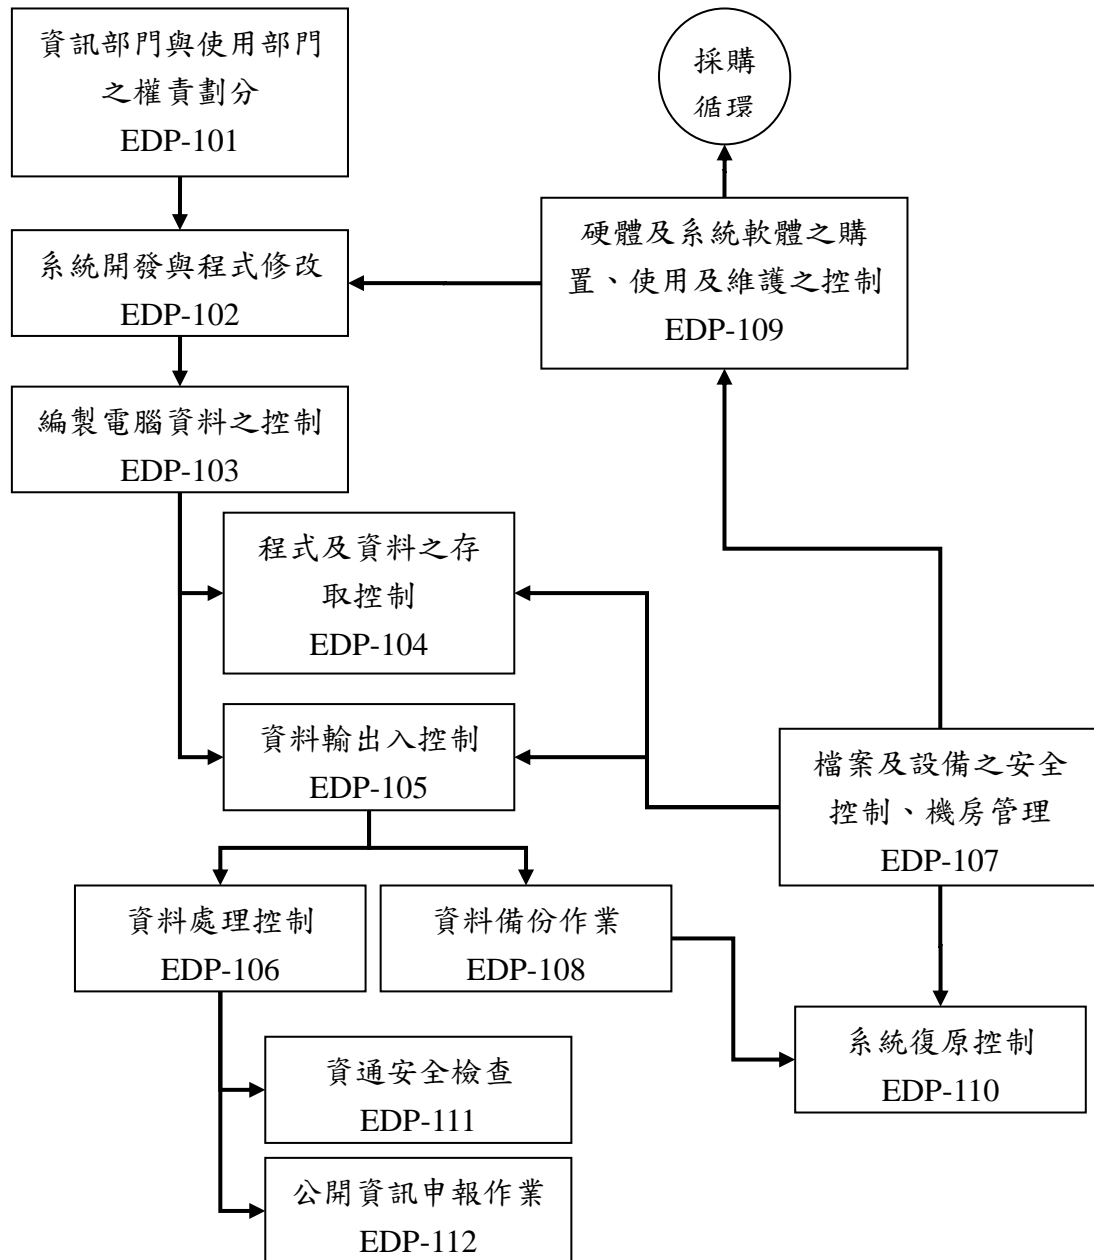 資訊部門與使用部門
之權責劃分
EDP-101
採購
循環
系統開發與程式修改
EDP-102
硬體及系統軟體之購
置、使用及維護之控制
EDP-109
編製電腦資料之控制
EDP-103
程式及資料之存
取控制
EDP-104
資料輸出入控制
EDP-105
檔案及設備之安全
控制、機房管理
EDP-107
資料處理控制
EDP-106
資料備份作業
EDP-108
系統復原控制
EDP-110
資通安全檢查
EDP-111
公開資訊申報作業
EDP-112